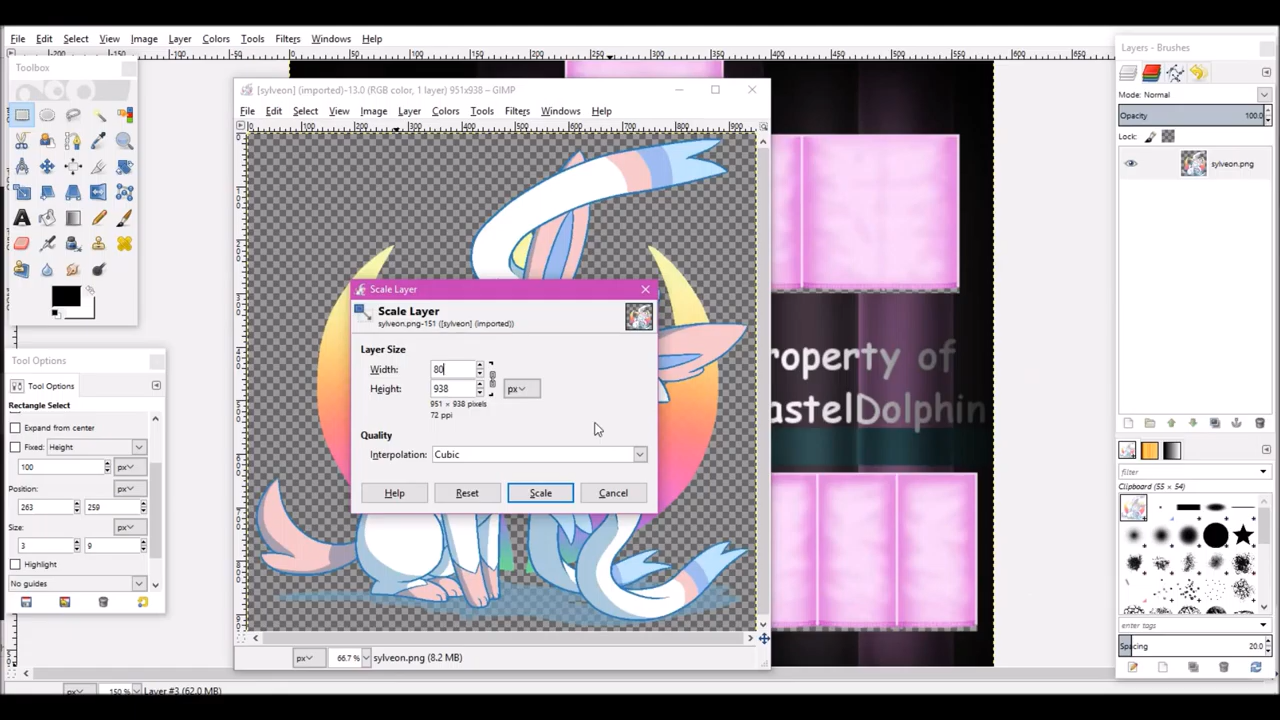 File Edit Select View Image Layer Colors Tools Filters Windows Help
Toolbox
Tool Options
Tool Options
Rectangle Select
Expand from center
Fixed: Height
100 px
Position: px
263 259
Size: px
3 9
Highlight
No guides
[sylveon] (imported)-13.0 (RGB color, 1 layer) 951x938 – GIMP
File Edit Select View Image Layer Colors Tools Filters Windows Help
Scale Layer
Scale Layer
sylveon.png-151 ([sylveon] (imported))
Layer Size
Width: 80
Height: 938 px
951 × 938 pixels
72 ppi
Quality
Interpolation: Cubic
Help Reset Scale Cancel
px 66.7 % sylveon.png (8.2 MB)
px 150 % Layer #3 (62.0 MB)
roperty of
astelDolphin
Layers - Brushes
Mode: Normal
Opacity 100.0
Lock:
sylveon.png
filter
Clipboard (55 × 54)
enter tags
Spacing 20.0